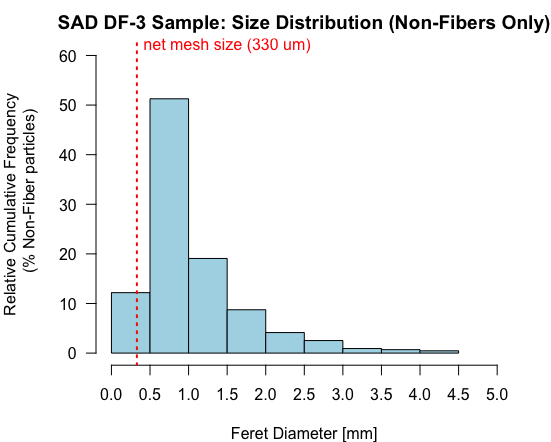 SAD DF-3 Sample: Size Distribution (Non-Fibers Only)
net mesh size (330 um)
Relative Cumulative Frequency
(% Non-Fiber particles)
60
50
40
30
20
10
0
0.0 0.5 1.0 1.5 2.0 2.5 3.0 3.5 4.0 4.5 5.0
Feret Diameter [mm]